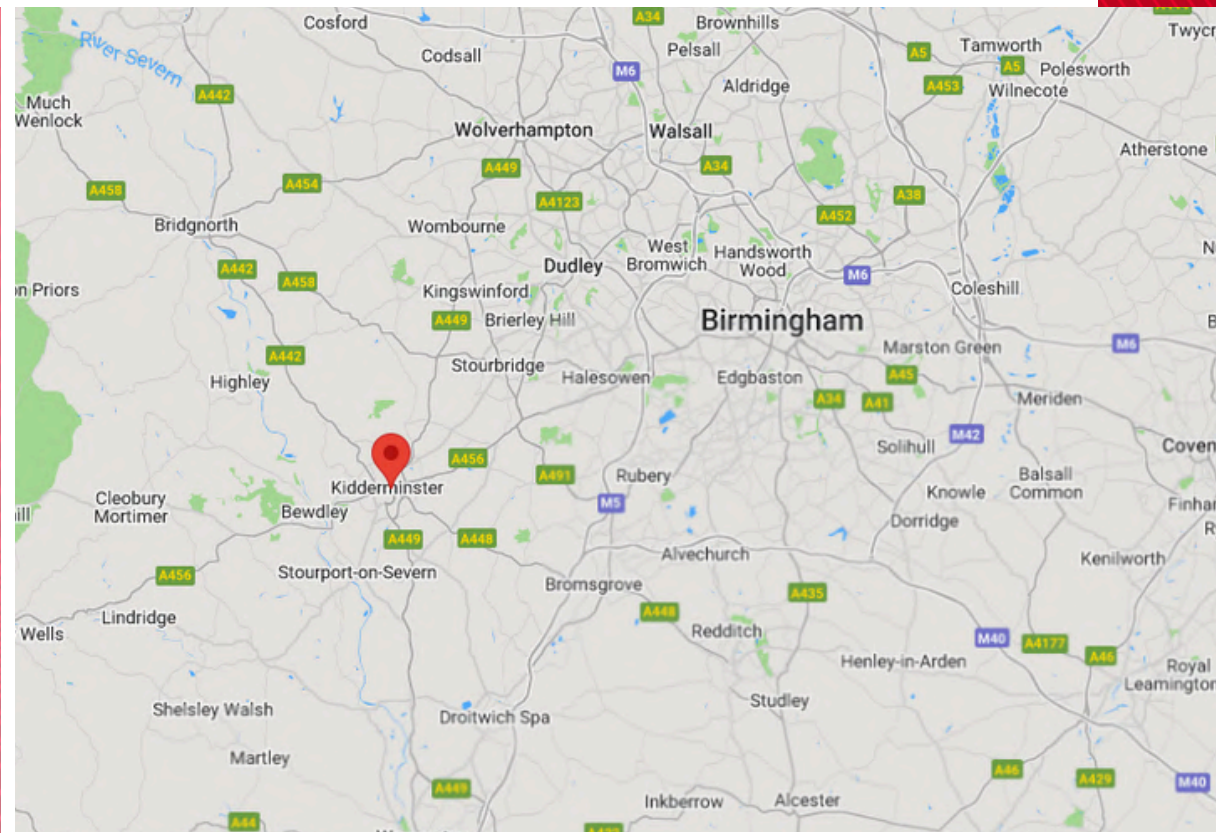 Cosford
A34
Brownhills
Twycr
River Severn
Codsall
Pelsall
A5
Tamworth
M6
A5
Polesworth
Aldridge
A453
Wilnecote
A442
Much
Wenlock
Wolverhampton
Walsall
Atherstone
A449
A34
A458
A454
A4123
A38
A452
Bridgnorth
Wombourne
West
Bromwich
Handsworth
Wood
N
Dudley
A442
A458
M6
on Priors
Kingswinford
Coleshill
A449
Brierley Hill
Birmingham
B
A442
Marston Green
M6
Stourbridge
Halesowen
Edgbaston
A45
Highley
A34
A41
Meriden
M42
Solihull
Coven
A456
A491
Rubery
Balsall
Common
Kidderminster
Cleobury
Mortimer
Bewdley
M5
Knowle
Finhar
ill
Dorridge
R
A449
A448
Alvechurch
Kenilworth
A456
Stourport-on-Severn
Bromsgrove
A435
Lindridge
A448
Wells
Redditch
M40
A4177
A46
Henley-in-Arden
Royal
Leamington
Shelsley Walsh
Droitwich Spa
Studley
Martley
A46
A429
M40
A449
Inkberrow
Alcester
A44